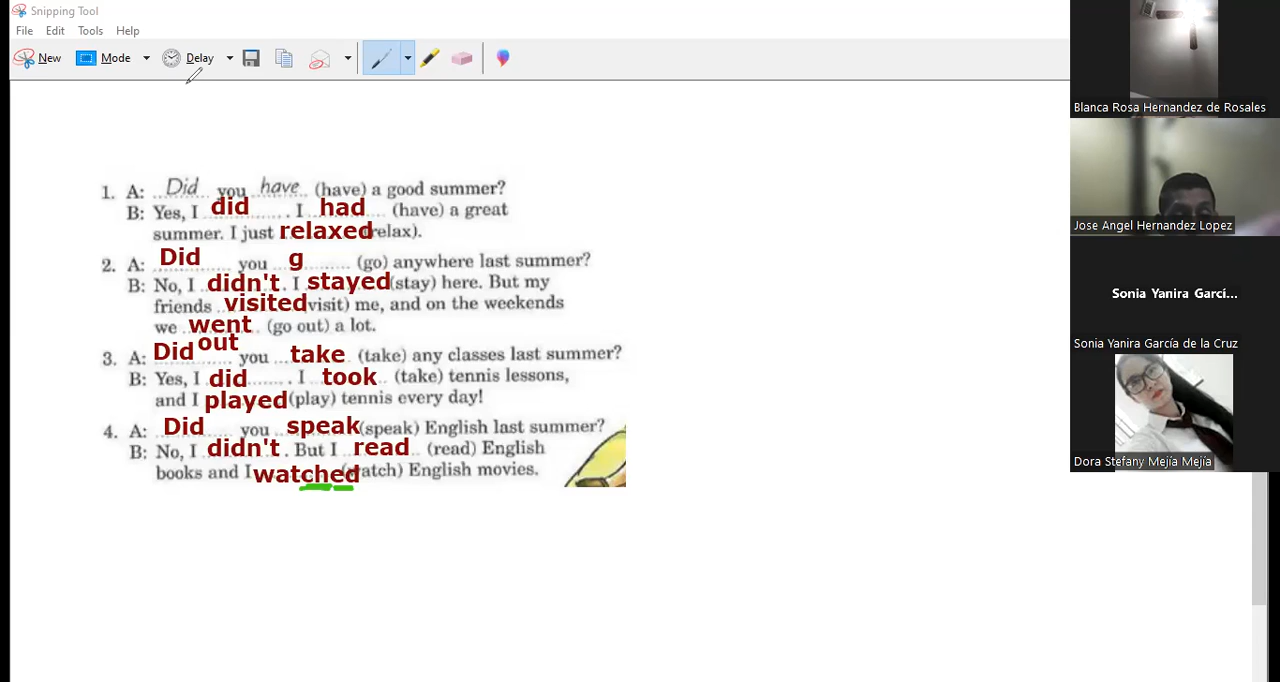 Snipping Tool
File Edit Tools Help
New Mode Delay
1. A: Did you have (have) a good summer?
B: Yes, I did. I had (have) a great
summer. I just relaxed relax).
2. A: Did you g (go) anywhere last summer?
B: No, I didn't. I stayed (stay) here. But my
friends visited (visit) me, and on the weekends
we went out (go out) a lot.
3. A: Did you take (take) any classes last summer?
B: Yes, I did. I took (take) tennis lessons,
and I played (play) tennis every day!
4. A: Did you speak (speak) English last summer?
B: No, I didn't. But I read (read) English
books and I watched (watch) English movies.
Blanca Rosa Hernandez de Rosales
Jose Angel Hernandez Lopez
Sonia Yanira Garcí...
Sonia Yanira García de la Cruz
Dora Stefany Mejía Mejía